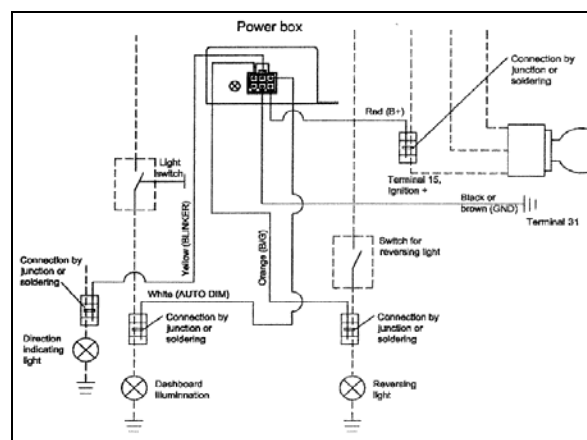 Power box
Connection by
junction or
soldering
Red (B+)
Light
switch
Terminal 15,
Ignition +
Black or
brown (GND)
Terminal 31
Yellow (BLINKER)
Orange (B/G)
Switch for
reversing light
Connection by
junction or
soldering
White (AUTO DIM)
Connection by
junction or
soldering
Connection by
junction or
soldering
Direction
indicating
light
Dashboard
illuminnation
Reversing
light